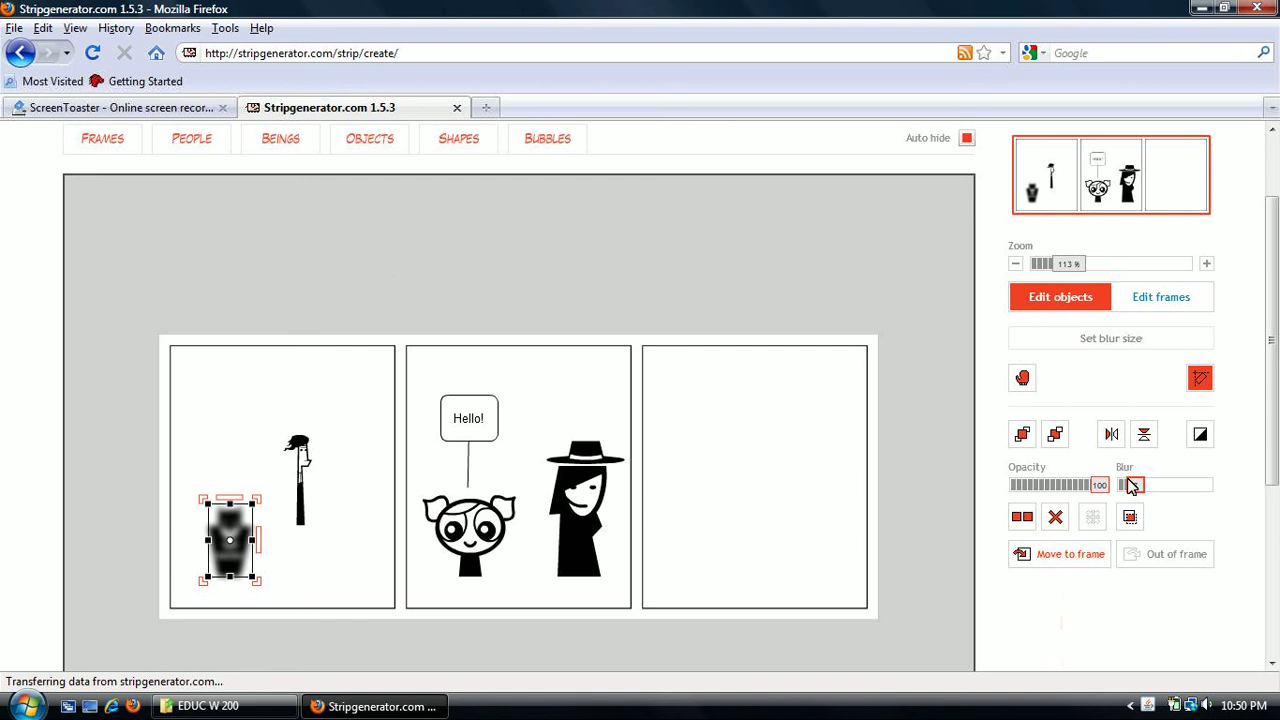 Stripgenerator.com 1.5.3 - Mozilla Firefox
File Edit View History Bookmarks Tools Help
http://stripgenerator.com/strip/create/
Google
Most Visited Getting Started
ScreenToaster - Online screen recor...
Stripgenerator.com 1.5.3
FRAMES PEOPLE BEINGS OBJECTS SHAPES BUBBLES
Auto hide
Zoom
113 %
Edit objects Edit frames
Set blur size
Hello!
Opacity Blur
100
Move to frame Out of frame
Transferring data from stripgenerator.com...
EDUC W 200
Stripgenerator.com ...
10:50 PM